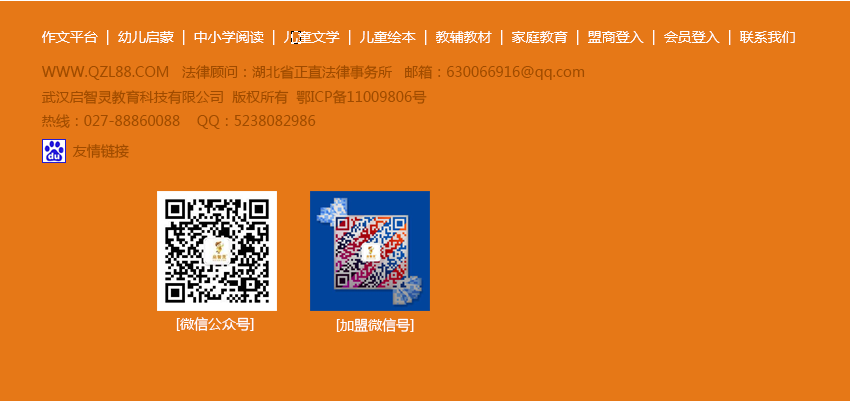 作文平台 | 幼儿启蒙 | 中小学阅读 | 儿童文学 | 儿童绘本 | 教辅教材 | 家庭教育 | 盟商登入 | 会员登入 | 联系我们
WWW.QZL88.COM 法律顾问：湖北省正直法律事务所 邮箱：630066916@qq.com
武汉启智灵教育科技有限公司 版权所有 鄂ICP备11009806号
热线：027-88860088 QQ：5238082986
du 友情链接
[微信公众号] [加盟微信号]